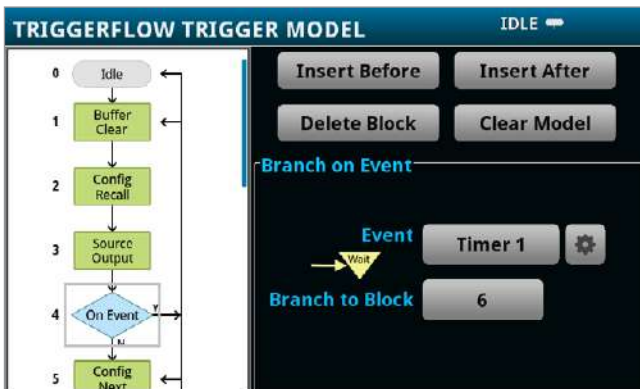 TRIGGERFLOW TRIGGER MODEL
IDLE
0
Idle
1
Buffer
Clear
2
Config
Recall
3
Source
Output
4
On Event
Y
N
5
Config
Next
Insert Before
Insert After
Delete Block
Clear Model
Branch on Event
Event
Timer 1
Wait
Branch to Block
6